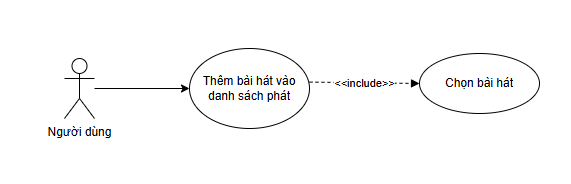 Thêm bài hát vào
danh sách phát
<<include>>
Chọn bài hát
Người dùng